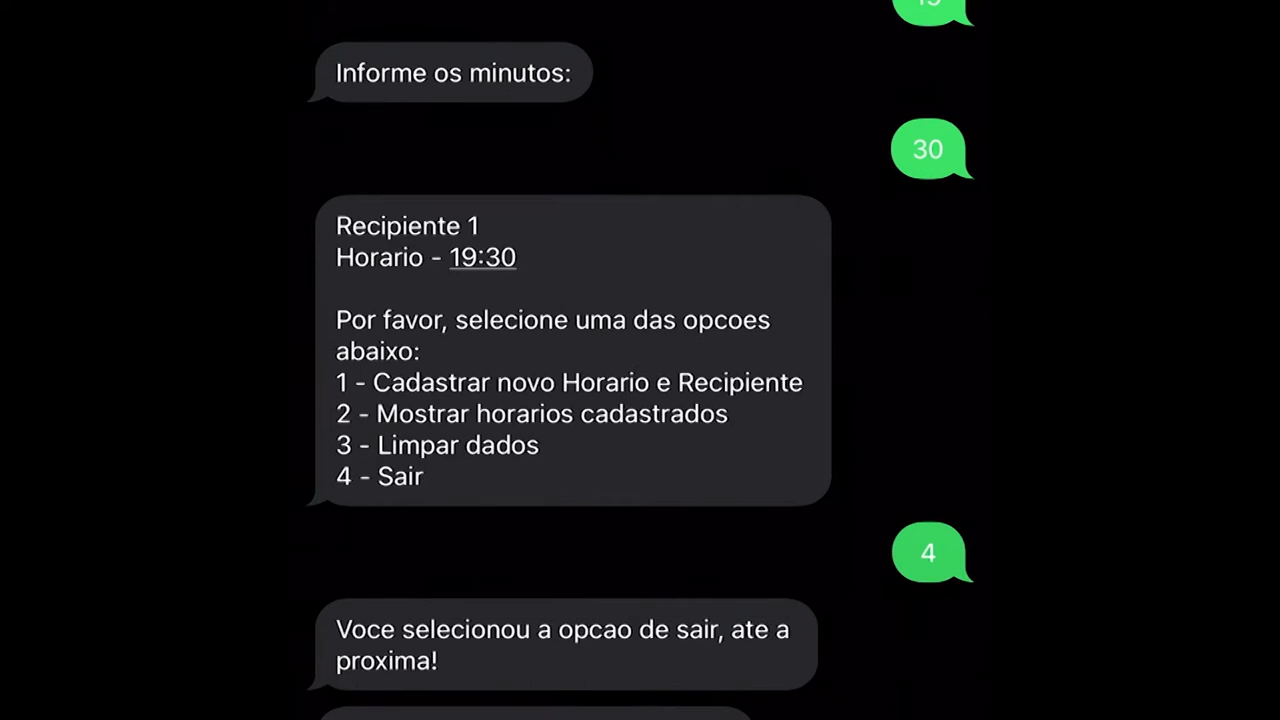 Informe os minutos:
30
Recipiente 1
Horario - 19:30
Por favor, selecione uma das opcoes
abaixo:
1 - Cadastrar novo Horario e Recipiente
2 - Mostrar horarios cadastrados
3 - Limpar dados
4 - Sair
4
Voce selecionou a opcao de sair, ate a
proxima!